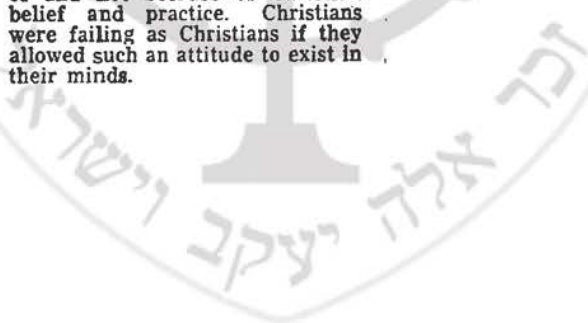 belief and practice. Christians
were failing as Christians if they
allowed such an attitude to exist in
their minds.
זכר אלה יעקב וישראל